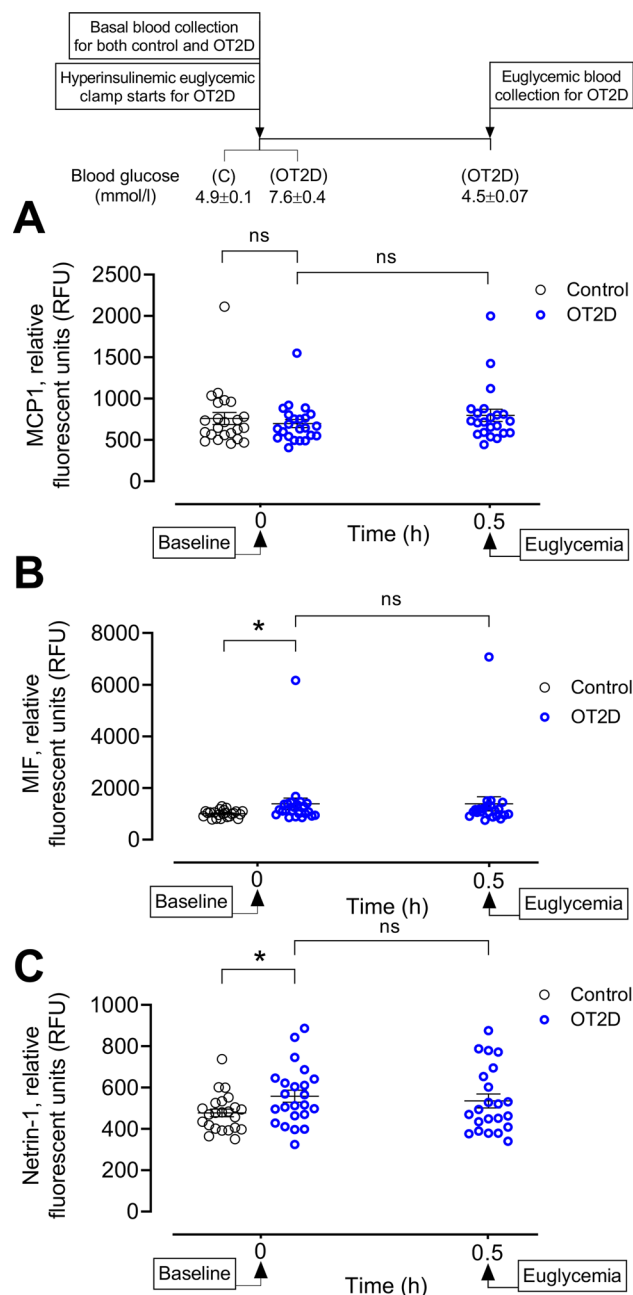 Basal blood collection
for both control and OT2D
Hyperinsulinemic euglycemic
clamp starts for OT2D
Euglycemic blood
collection for OT2D
Blood glucose
(mmol/l)
(C)
4.9±0.1
(OT2D)
7.6±0.4
(OT2D)
4.5±0.07
A
ns
ns
MCP1, relative
fluorescent units (RFU)
2500
2000
1500
1000
500
0
Control
OT2D
0
Time (h)
0.5
Baseline
Euglycemia
B
ns
*
MIF, relative
fluorescent units (RFU)
8000
6000
4000
2000
0
Control
OT2D
0
Time (h)
0.5
Baseline
Euglycemia
C
ns
*
Netrin-1, relative
fluorescent units (RFU)
1000
800
600
400
200
0
Control
OT2D
0
0.5
Baseline
Time (h)
Euglycemia